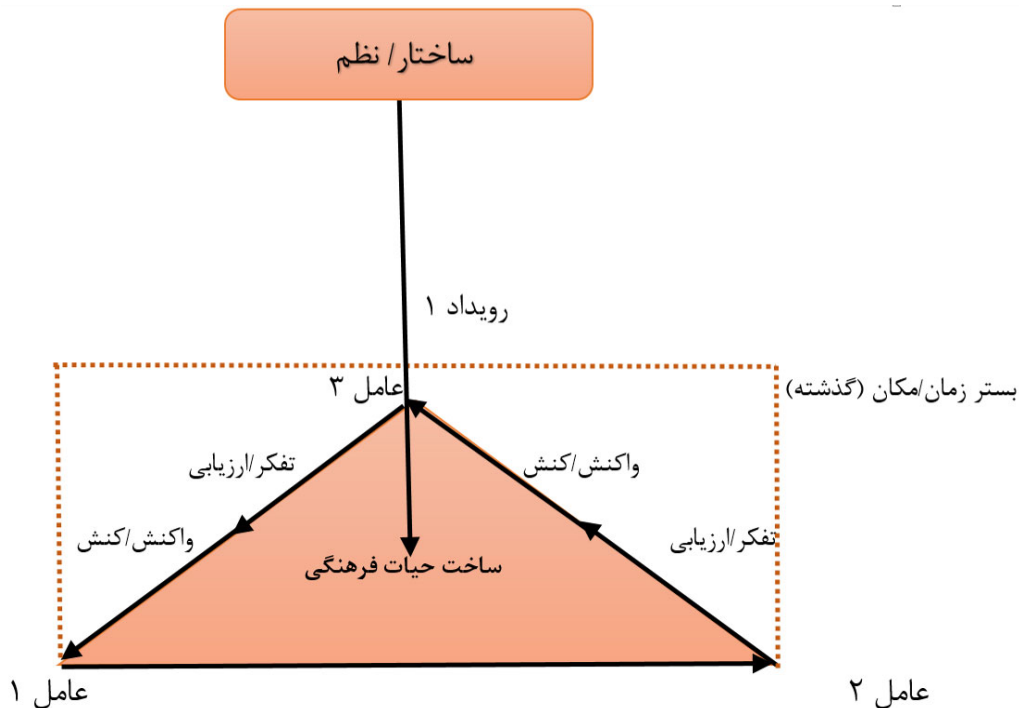 ساختار/ نظم
رویداد ۱
بستر زمان/مکان (گذشته)
عامل ۳
واکنش/کنش
تفکر/ارزیابی
تفکر/ارزیابی
واکنش/کنش
ساخت حیات فرهنگی
عامل ۲
عامل ۱